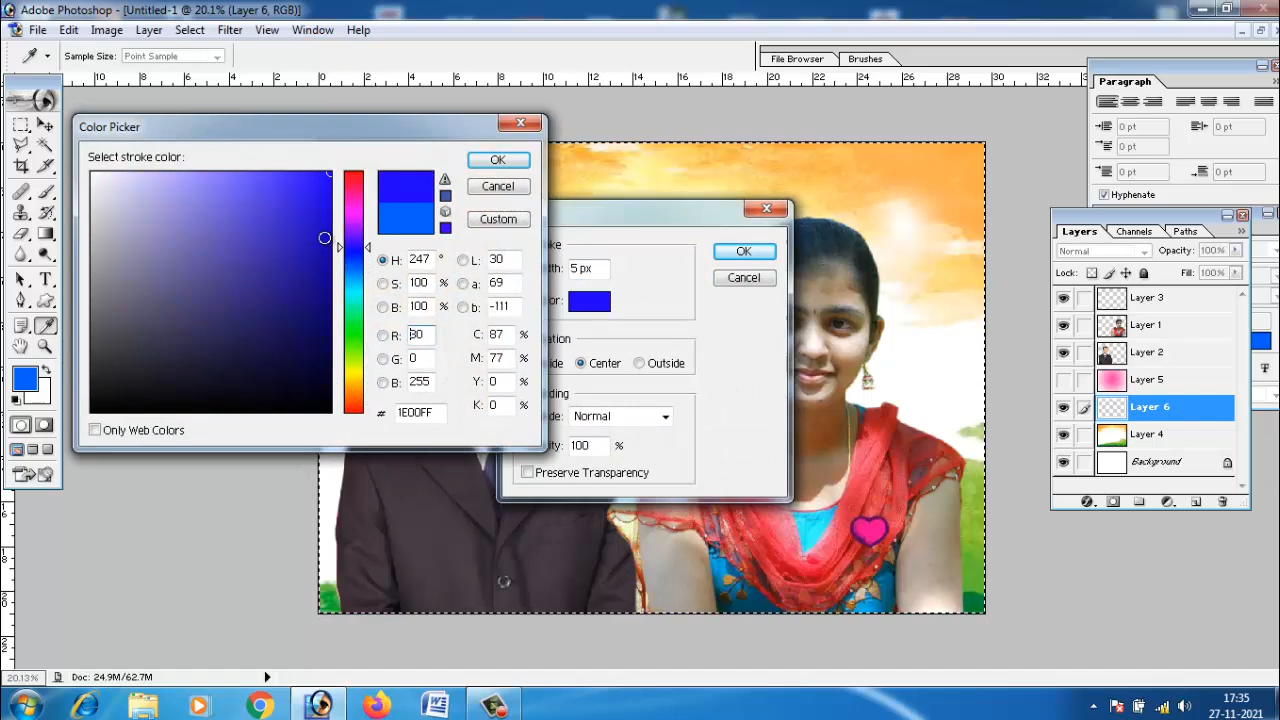 Adobe Photoshop - [Untitled-1 @ 20.1% (Layer 6, RGB)]
File Edit Image Layer Select Filter View Window Help
Sample Size: Point Sample
File Browser Brushes
Paragraph
0 pt 0 pt
0 pt
0 pt 0 pt
Hyphenate
Color Picker
Select stroke color:
OK
Cancel
Custom
H: 247 ° L: 30
S: 100 % a: 69
B: 100 % b: -111
R: 30 C: 87 %
G: 0 M: 77 %
B: 255 Y: 0 %
# 1E00FF K: 0 %
Only Web Colors
5 px
OK
Cancel
Center Outside
Normal
100 %
Preserve Transparency
Layers Channels Paths
Normal Opacity: 100%
Lock: Fill: 100%
Layer 3
Layer 1
Layer 2
Layer 5
Layer 6
Layer 4
Background
20.13% Doc: 24.9M/62.7M
17:35
27-11-2021